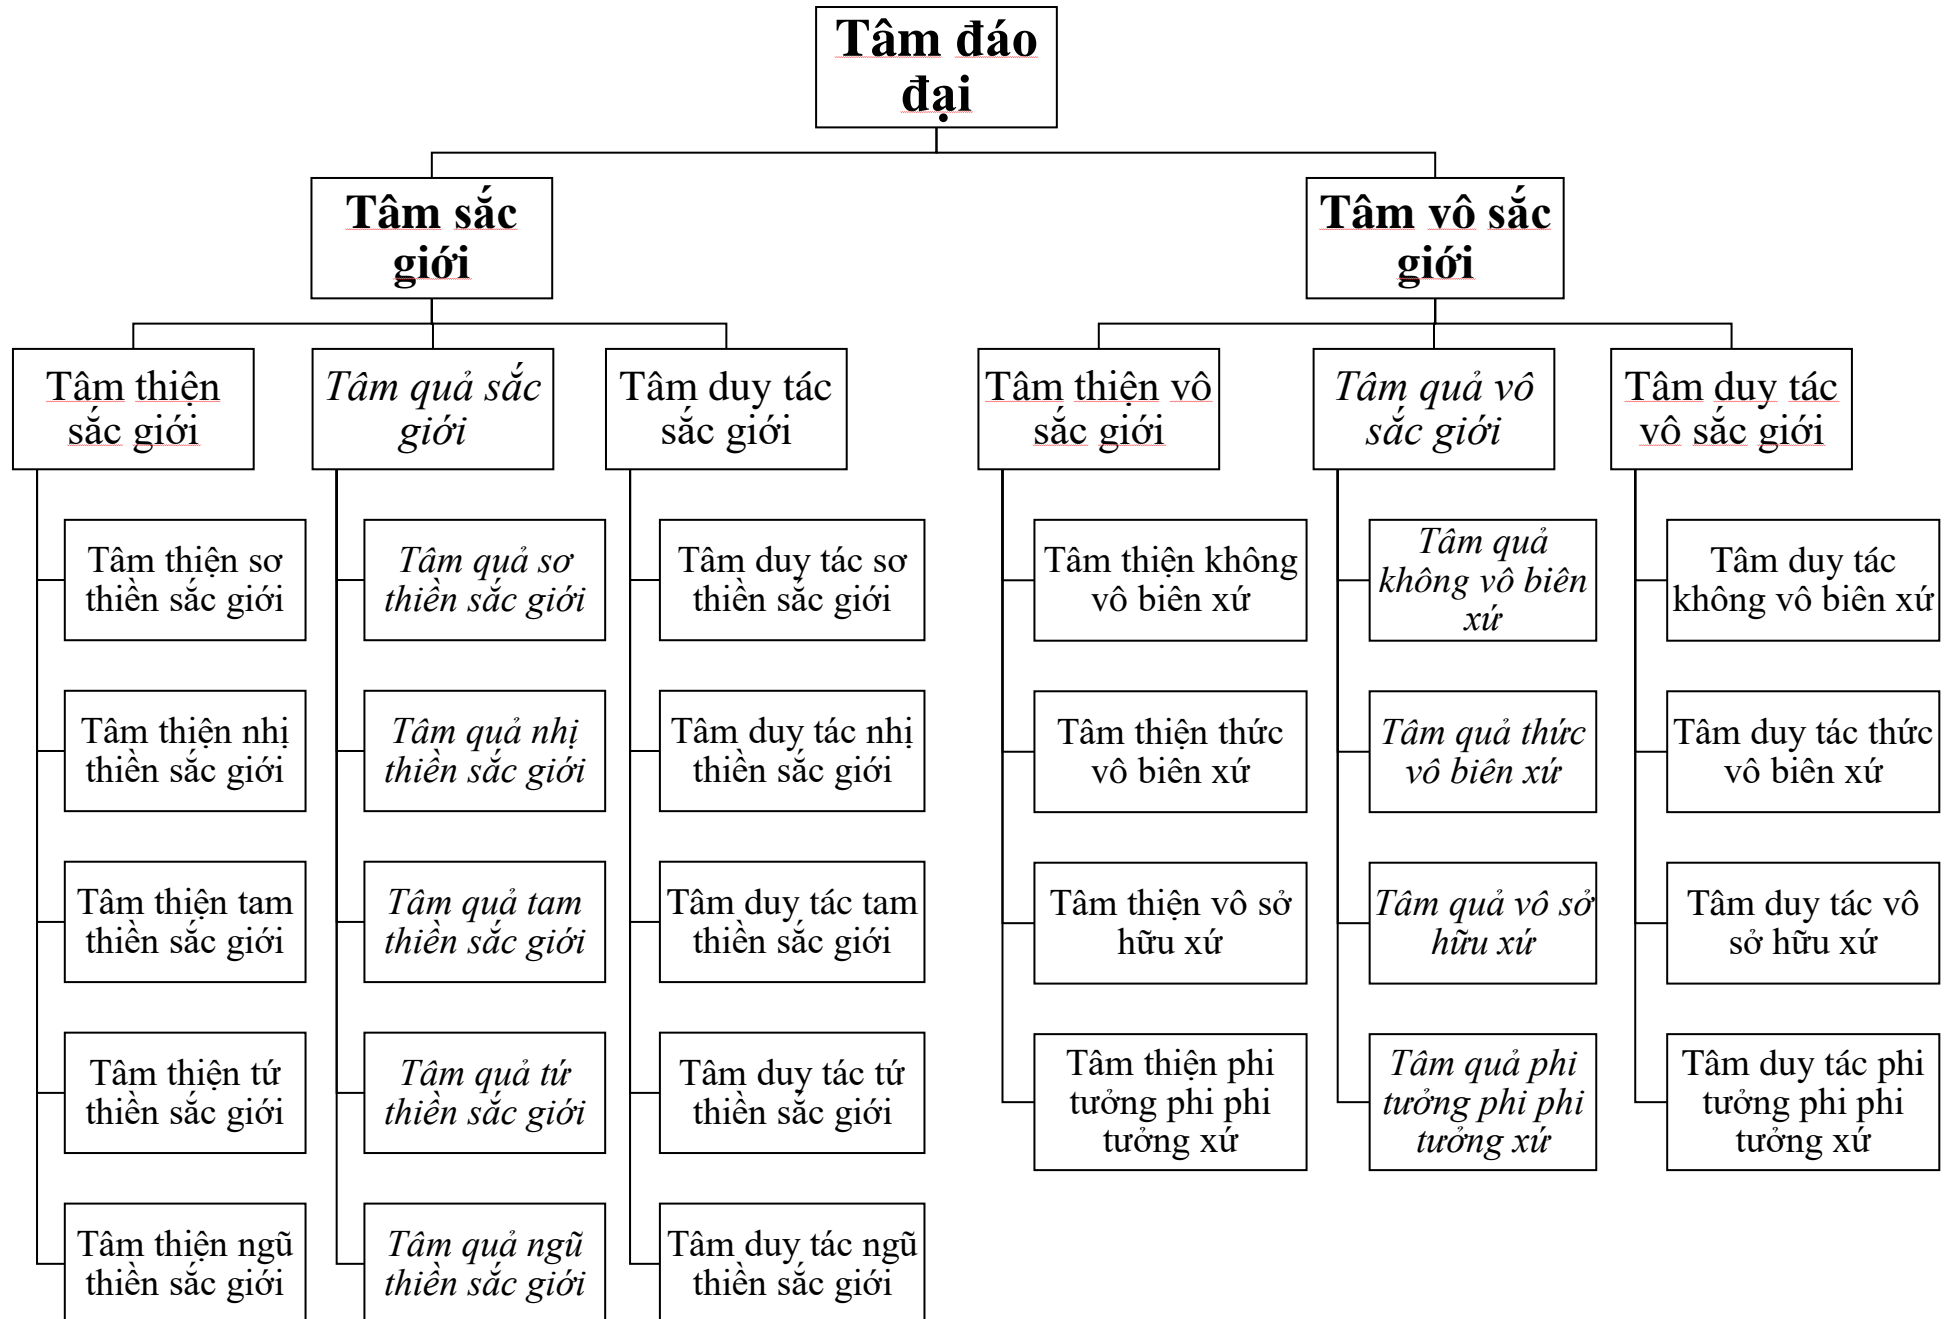 Tâm đáo
đại
Tâm sắc
giới
Tâm vô sắc
giới
Tâm thiện
sắc giới
Tâm quả sắc
giới
Tâm duy tác
sắc giới
Tâm thiện vô
sắc giới
Tâm quả vô
sắc giới
Tâm duy tác
vô sắc giới
Tâm thiện sơ
thiền sắc giới
Tâm thiện nhị
thiền sắc giới
Tâm thiện tam
thiền sắc giới
Tâm thiện tứ
thiền sắc giới
Tâm thiện ngũ
thiền sắc giới
Tâm quả sơ
thiền sắc giới
Tâm quả nhị
thiền sắc giới
Tâm quả tam
thiền sắc giới
Tâm quả tứ
thiền sắc giới
Tâm quả ngũ
thiền sắc giới
Tâm duy tác sơ
thiền sắc giới
Tâm duy tác nhị
thiền sắc giới
Tâm duy tác tam
thiền sắc giới
Tâm duy tác tứ
thiền sắc giới
Tâm duy tác ngũ
thiền sắc giới
Tâm thiện không
vô biên xứ
Tâm thiện thức
vô biên xứ
Tâm thiện vô sở
hữu xứ
Tâm thiện phi
tưởng phi phi
tưởng xứ
Tâm quả
không vô biên
xứ
Tâm quả thức
vô biên xứ
Tâm quả vô sở
hữu xứ
Tâm quả phi
tưởng phi phi
tưởng xứ
Tâm duy tác
không vô biên xứ
Tâm duy tác thức
vô biên xứ
Tâm duy tác vô
sở hữu xứ
Tâm duy tác phi
tưởng phi phi
tưởng xứ